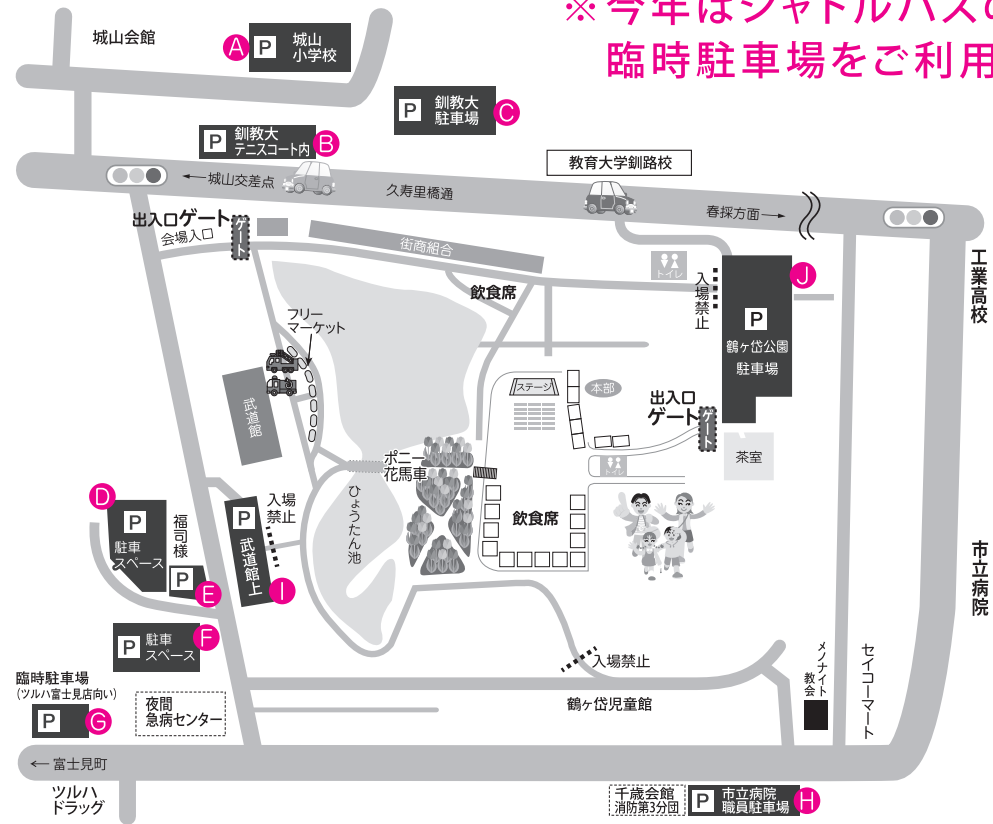 ※今年はシャトルバスの
臨時駐車場をご利用
城山会館
A
P
城山
小学校
P
釧教大
駐車場
C
P
釧教大
テニスコート内
B
教育大学釧路校
←城山交差点
久寿里橋通
春採方面→
出入口ゲート
会場入口
ゲート
街商組合
トイレ
入場禁止
J
P
鶴ヶ岱公園
駐車場
工業高校
飲食席
フリー
マーケット
武道館
ステージ
本部
出入口
ゲート
ゲート
茶室
トイレ
ポニー
花馬車
ひょうたん池
飲食席
D
P
駐車
スペース
福司様
P
E
P
武道館上
I
入場
禁止
市立病院
P
駐車
スペース
F
入場禁止
鶴ヶ岱児童館
メノナイト
教会
セイコーマート
臨時駐車場
(ツルハ富士見店向い)
P
G
夜間
急病センター
←富士見町
ツルハ
ドラッグ
千歳会館
消防第3分団
P
市立病院
職員駐車場
H